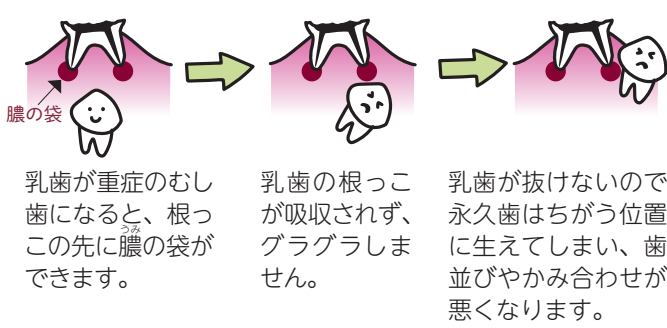 膿の袋
乳歯が重症のむし
歯になると、根っ
この先に膿の袋が
うみ
できます。
乳歯の根っこ
が吸収されず、
グラグラしま
せん。
乳歯が抜けないので
永久歯はちがう位置
に生えてしまい、歯
並びやかみ合わせが
悪くなります。